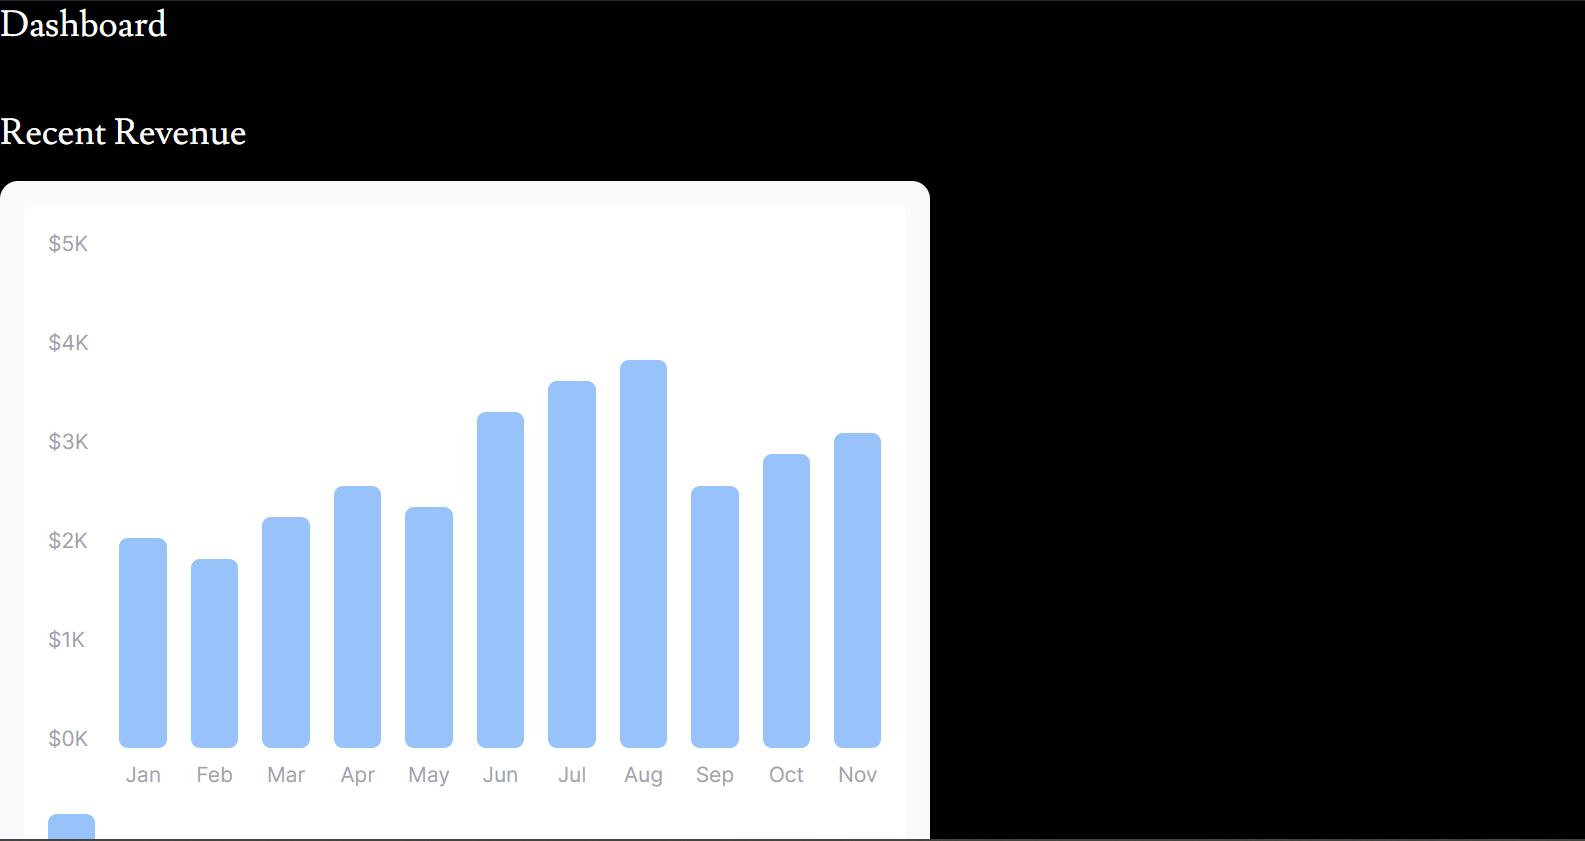 Dashboard
Recent Revenue
$5K
$4K
$3K
$2K
$1K
$0K
Jan Feb Mar Apr May Jun Jul Aug Sep Oct Nov